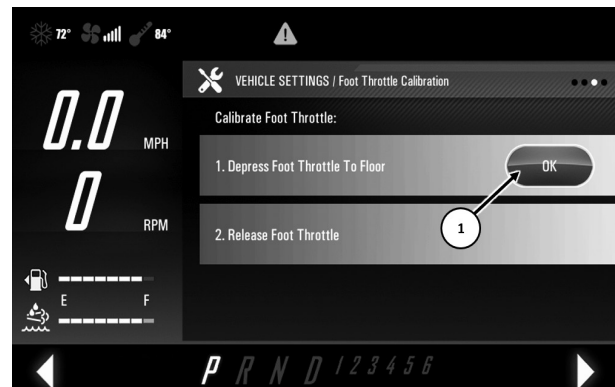 72° 84°
VEHICLE SETTINGS / Foot Throttle Calibration
Calibrate Foot Throttle:
0.0 MPH
1. Depress Foot Throttle To Floor OK
1
0 RPM
2. Release Foot Throttle
E F
P R N D 1 2 3 4 5 6